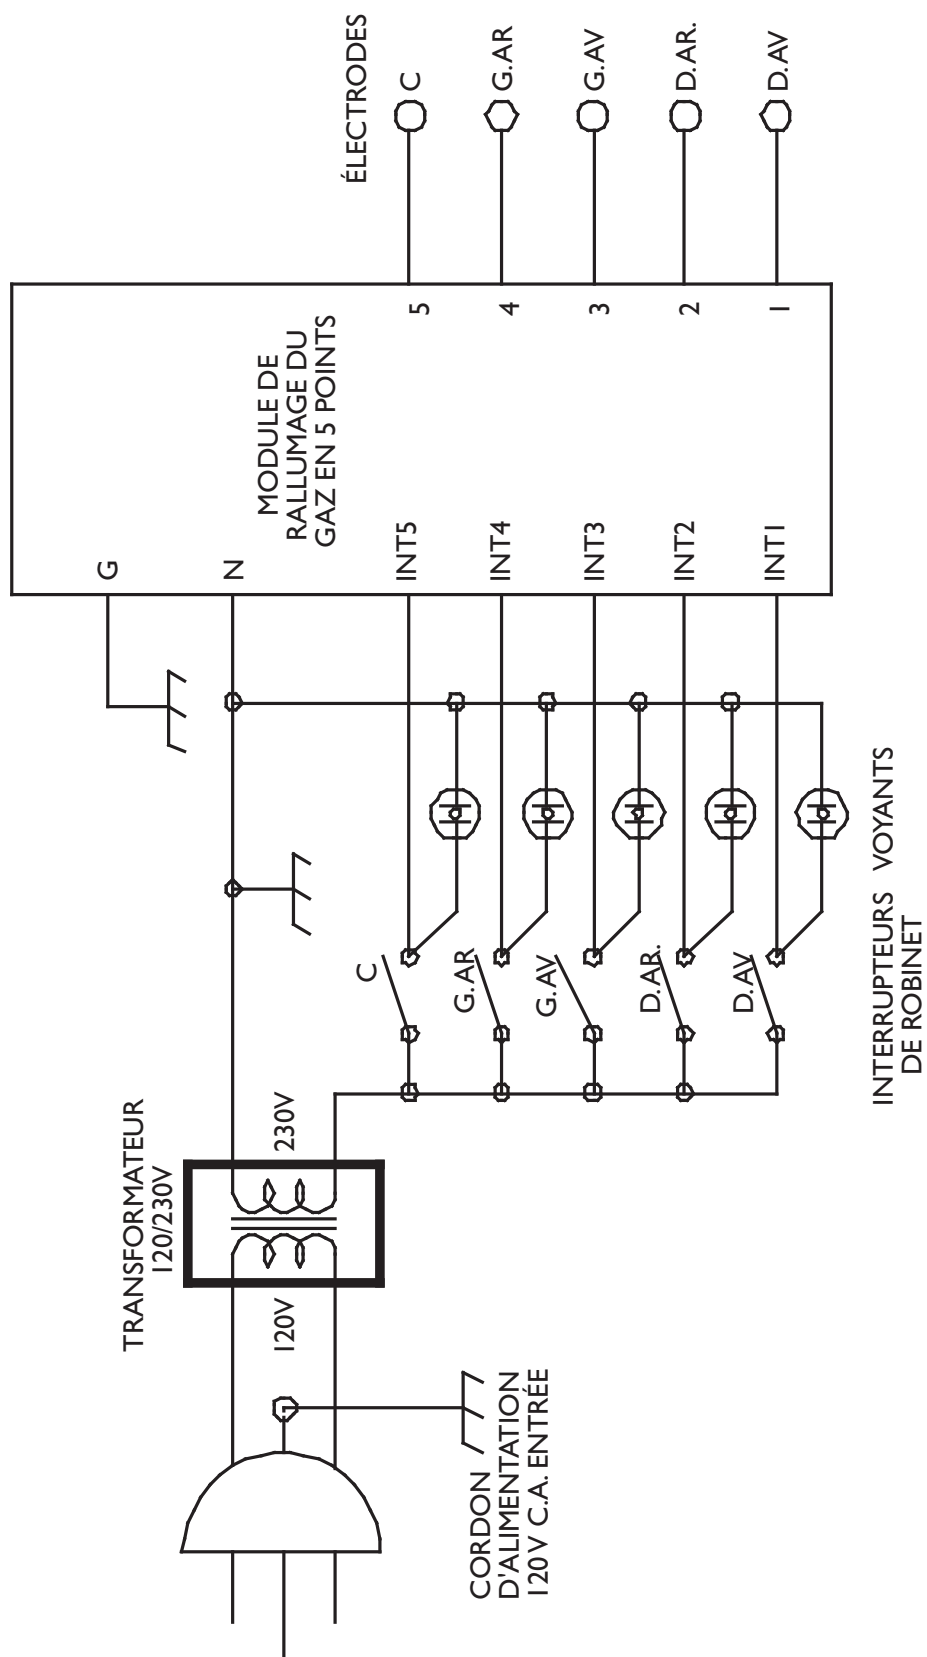 CORDON
D'ALIMENTATION
120V C.A. ENTRÉE
TRANSFORMATEUR
120/230V
120V
230V
C
G.AR
G.AV
D.AR.
D.AV
INTERRUPTEURS
DE ROBINET
VOYANTS
G
N
INT5
INT4
INT3
INT2
INT1
MODULE DE
RALLUMAGE DU
GAZ EN 5 POINTS
5
4
3
2
1
ÉLECTRODES
C
G.AR
G.AV
D.AR.
D.AV